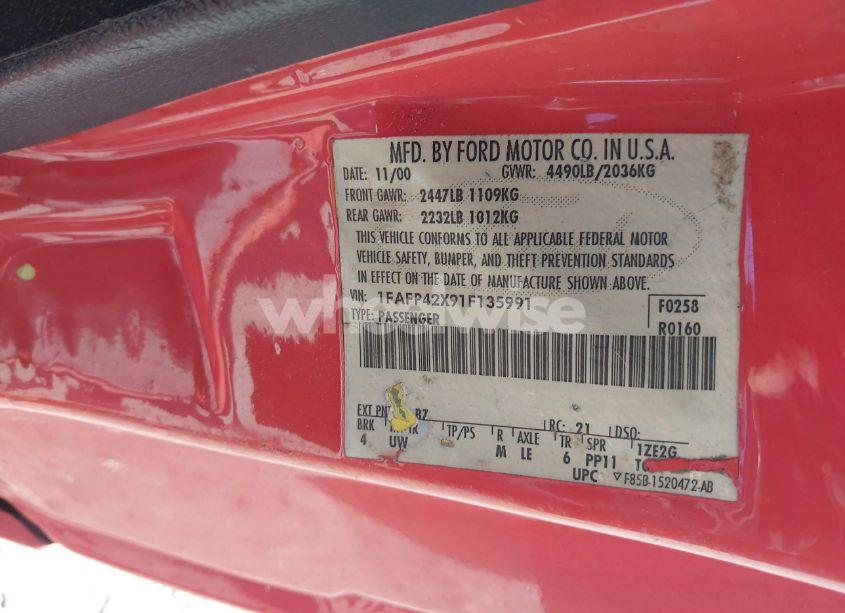 MFD. BY FORD MOTOR CO. IN U.S.A.
DATE: 11/00 GVWR: 4490LB/2036KG
FRONT GAWR: 2447LB 1109KG
REAR GAWR: 2232LB 1012KG
THIS VEHICLE CONFORMS TO ALL APPLICABLE FEDERAL MOTOR
VEHICLE SAFETY, BUMPER, AND THEFT PREVENTION STANDARDS
IN EFFECT ON THE DATE OF MANUFACTURE SHOWN ABOVE.
VIN: 1FAFP42X91F135991 F0258
TYPE: PASSENGER R0160
wheelwise
EXT PNT RC: 21 DSO:
BRK TP/PS R AXLE TR SPR 1ZE2G
4 UW M LE 6 PP11
UPC ▽F85B-1520472-AB